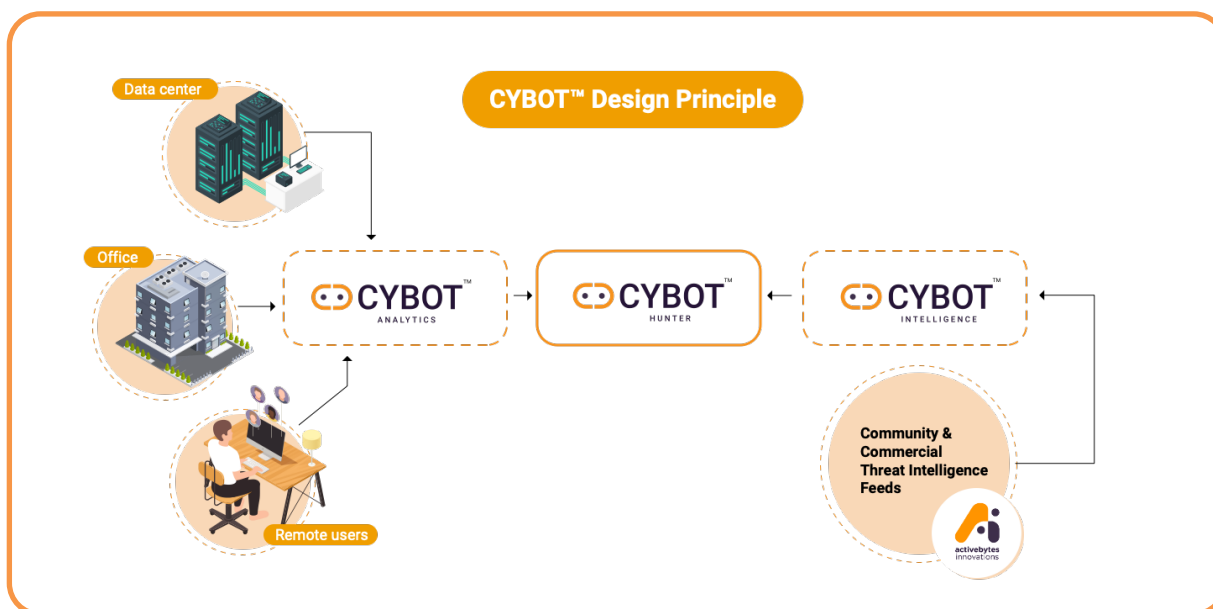 Data center
CYBOT™ Design Principle
Office
CYBOT™
ANALYTICS
CYBOT™
HUNTER
CYBOT™
INTELLIGENCE
Remote users
Community &
Commercial
Threat Intelligence
Feeds
activebytes
innovations